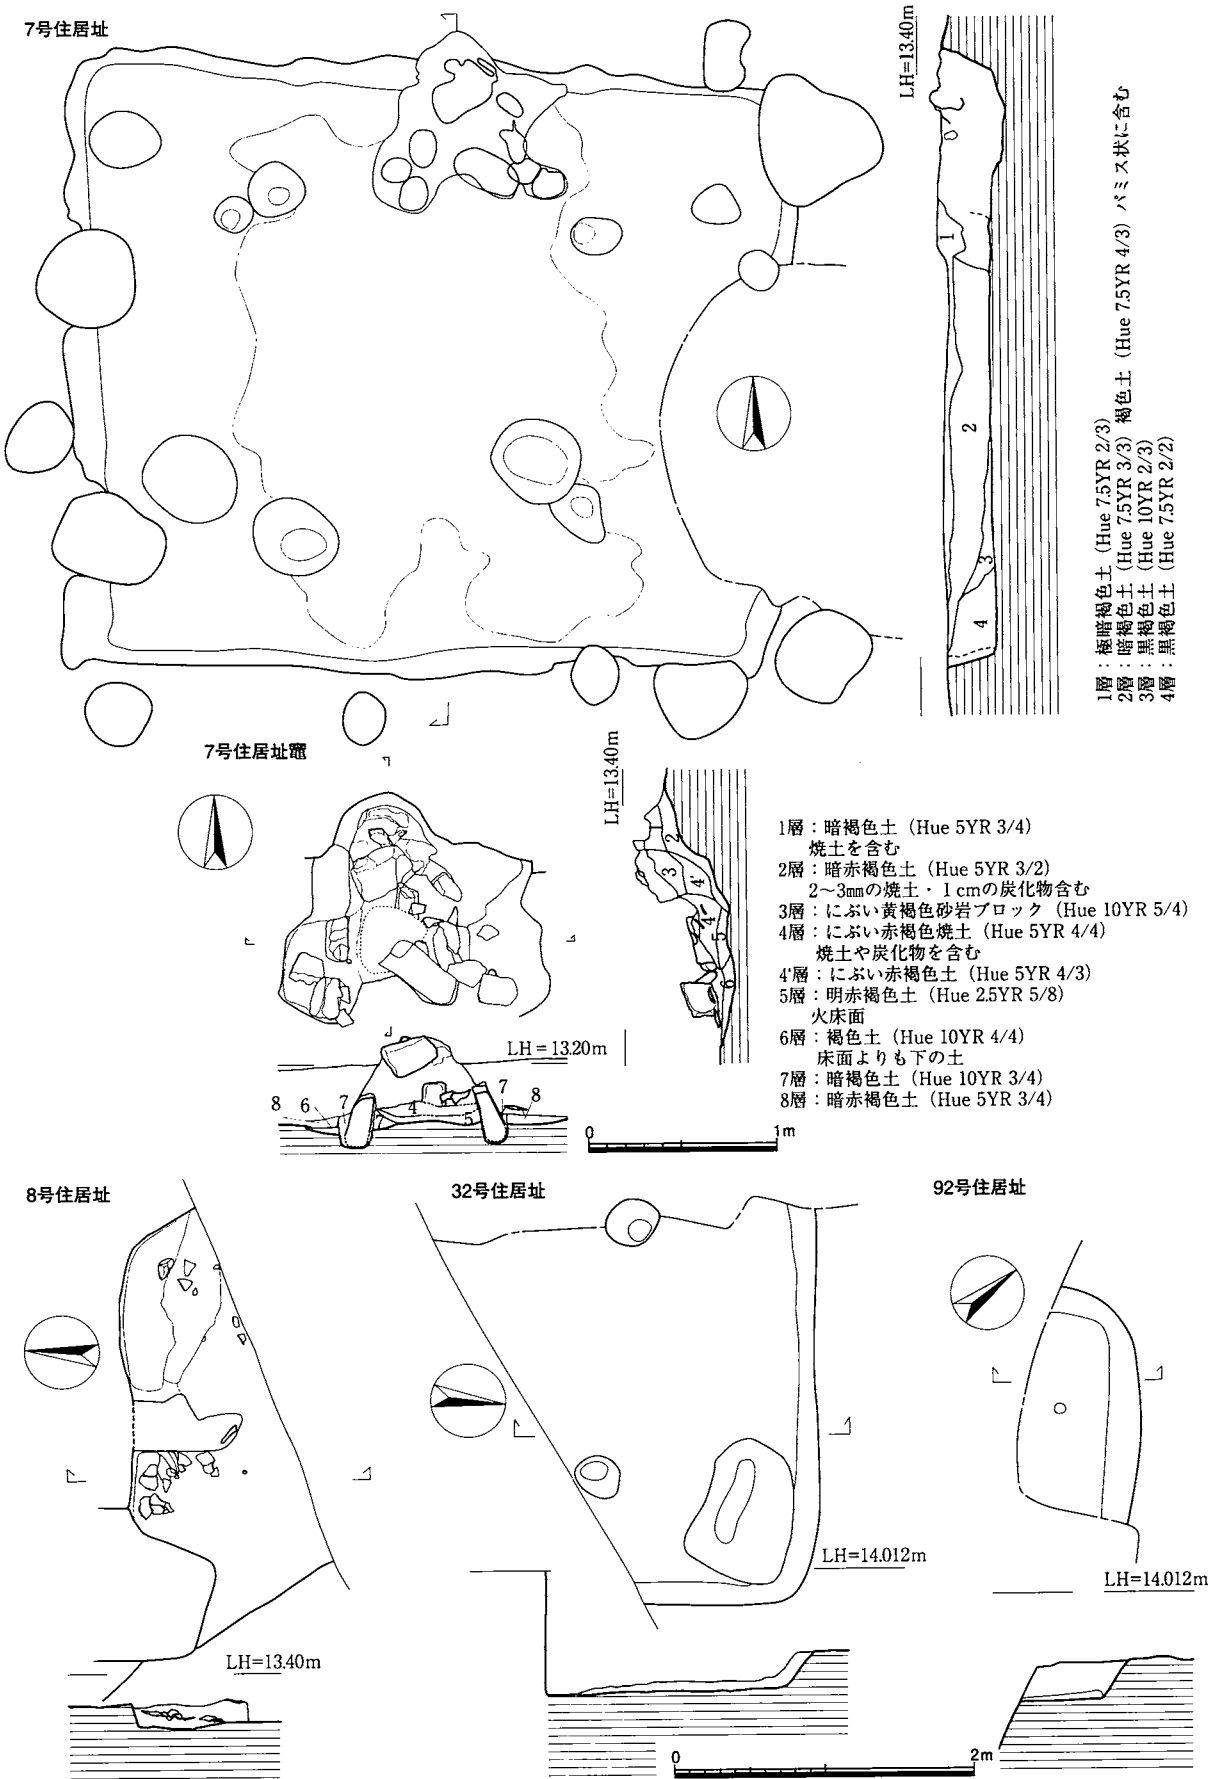 7号住居址
LH=13.40m
1
2
3
4
1層：極暗褐色土（Hue 7.5YR 2/3）
2層：暗褐色土（Hue 7.5YR 3/3）褐色土（Hue 7.5YR 4/3）パミス状に含む
3層：黒褐色土（Hue 10YR 2/3）
4層：黒褐色土（Hue 7.5YR 2/2）
7号住居址竈
LH=13.40m
2
3
4'
4
5
6
1層：暗褐色土（Hue 5YR 3/4）
焼土を含む
2層：暗赤褐色土（Hue 5YR 3/2）
2～3㎜の焼土・1cmの炭化物含む
3層：にぶい黄褐色砂岩ブロック（Hue 10YR 5/4）
4層：にぶい赤褐色焼土（Hue 5YR 4/4）
焼土や炭化物を含む
4'層：にぶい赤褐色土（Hue 5YR 4/3）
5層：明赤褐色土（Hue 2.5YR 5/8）
火床面
6層：褐色土（Hue 10YR 4/4）
床面よりも下の土
7層：暗褐色土（Hue 10YR 3/4）
8層：暗赤褐色土（Hue 5YR 3/4）
LH=13.20m
8 6 7 4 5 7 8
0 1m
8号住居址
32号住居址
92号住居址
LH=14.012m
LH=14.012m
LH=13.40m
0 2m